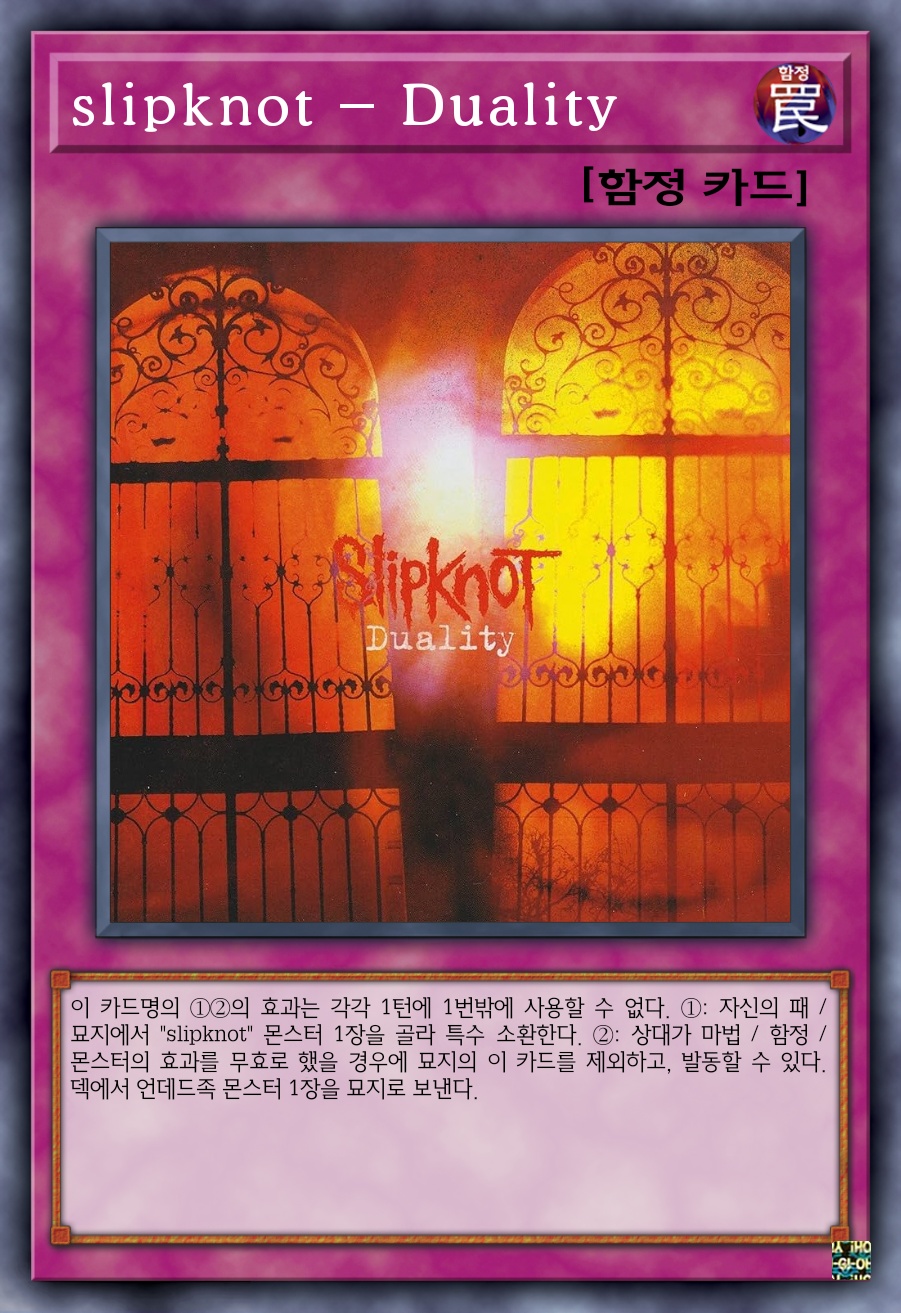 slipknot – Duality
함정
罠
[함정 카드]
Slipknot
Duality
이 카드명의 ①②의 효과는 각각 1턴에 1번밖에 사용할 수 없다. ①: 자신의 패 /
묘지에서 "slipknot" 몬스터 1장을 골라 특수 소환한다. ②: 상대가 마법 / 함정 /
몬스터의 효과를 무효로 했을 경우에 묘지의 이 카드를 제외하고, 발동할 수 있다.
덱에서 언데드족 몬스터 1장을 묘지로 보낸다.